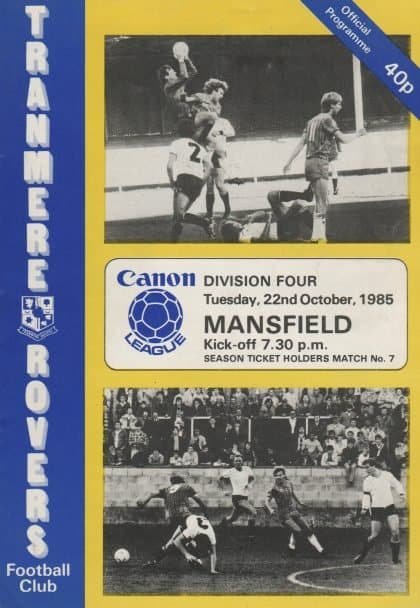 TRANMERE ROVERS
Football
Club
Official
Programme
40p
Canon
LEAGUE
DIVISION FOUR
Tuesday, 22nd October, 1985
MANSFIELD
Kick-off 7.30 p.m.
SEASON TICKET HOLDERS MATCH No. 7
2